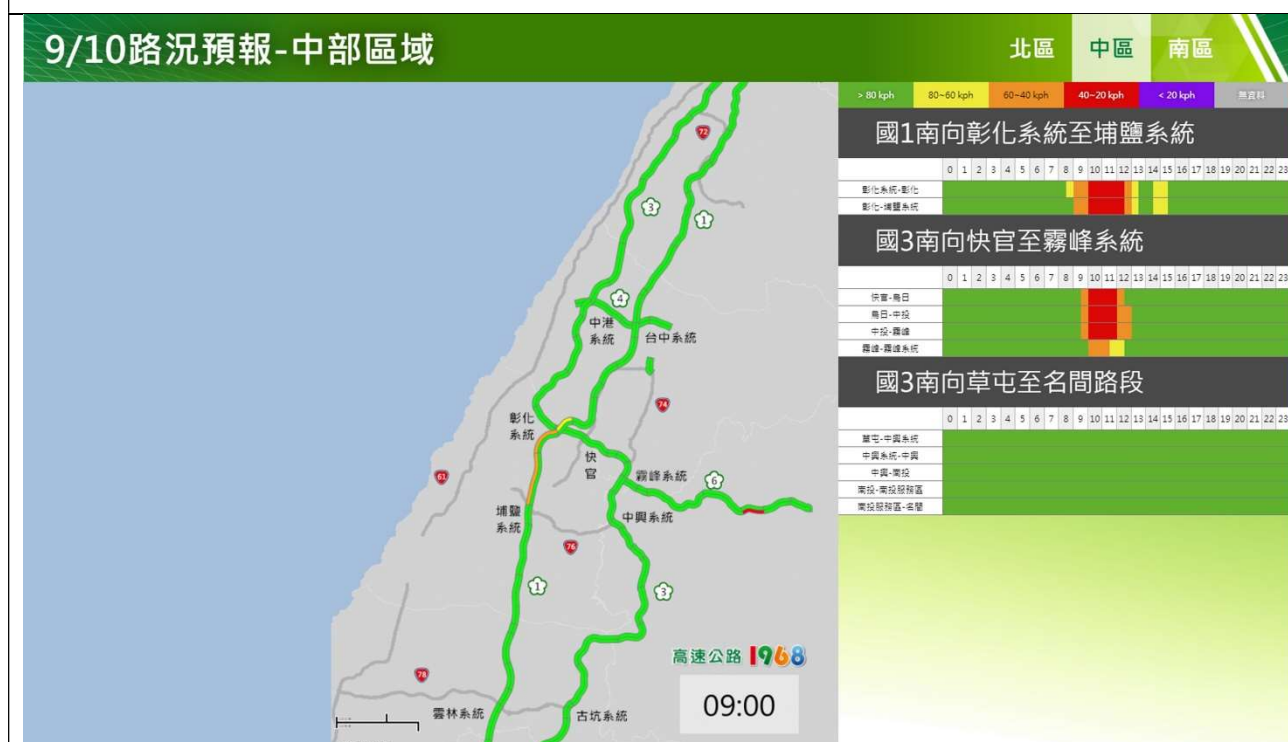 9/10路況預報-中部區域
北區 中區 南區
> 80 kph 80~60 kph 60~40 kph 40~20 kph < 20 kph 無資料
國1南向彰化系統至埔鹽系統
0 1 2 3 4 5 6 7 8 9 10 11 12 13 14 15 16 17 18 19 20 21 22 23
彰化系統-彰化
彰化-埔鹽系統
國3南向快官至霧峰系統
0 1 2 3 4 5 6 7 8 9 10 11 12 13 14 15 16 17 18 19 20 21 22 23
快官-烏日
烏日-中投
中投-霧峰
霧峰-霧峰系統
國3南向草屯至名間路段
0 1 2 3 4 5 6 7 8 9 10 11 12 13 14 15 16 17 18 19 20 21 22 23
草屯-中興系統
中興系統-中興
中興-南投
南投-南投服務區
南投服務區-名間
72
3
1
4
中港
系統
台中系統
74
彰化
系統
快
官
霧峰系統
6
61
埔鹽
系統
中興系統
76
1
3
高速公路 1968
78
雲林系統
古坑系統
09:00